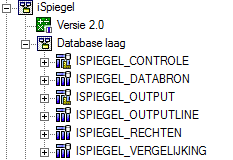 iSpiegel
Versie 2.0
Database laag
ISPIEGEL_CONTROLE
ISPIEGEL_DATABRON
ISPIEGEL_OUTPUT
ISPIEGEL_OUTPUTLINE
ISPIEGEL_RECHTEN
ISPIEGEL_VERGELIJKING